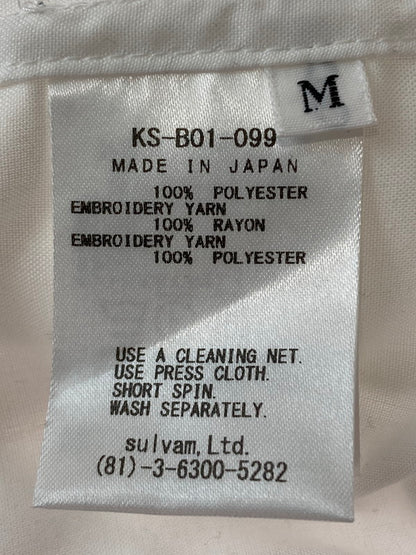 M
KS-B01-099
MADE IN JAPAN
100% POLYESTER
EMBROIDERY YARN
100% RAYON
EMBROIDERY YARN
100% POLYESTER
USE A CLEANING NET.
USE PRESS CLOTH.
SHORT SPIN.
WASH SEPARATELY.
sulvam, Ltd.
(81)-3-6300-5282